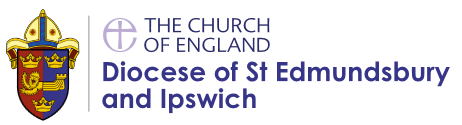 THE CHURCH
OF ENGLAND
Diocese of St Edmundsbury
and Ipswich